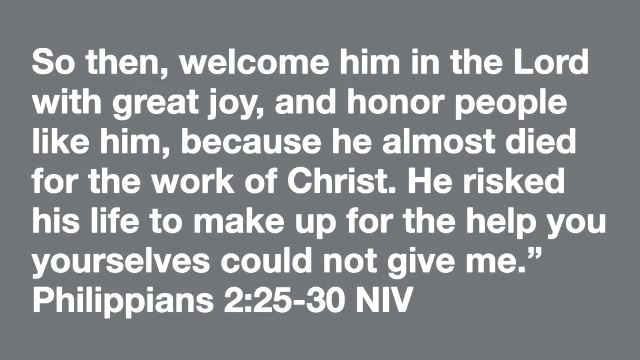 So then, welcome him in the Lord
with great joy, and honor people
like him, because he almost died
for the work of Christ. He risked
his life to make up for the help you
yourselves could not give me.”
Philippians 2:25-30 NIV